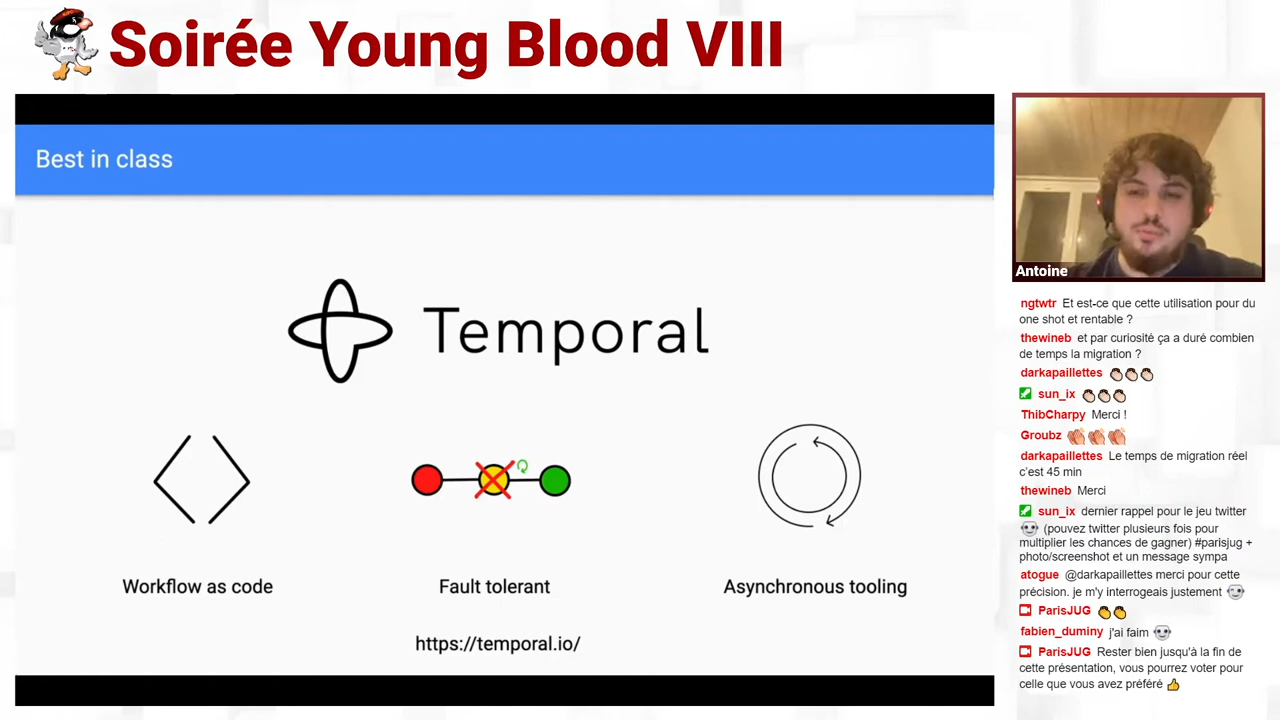 Soirée Young Blood VIII
Best in class
Temporal
Workflow as code
Fault tolerant
Asynchronous tooling
https://temporal.io/
Antoine
ngtwtr Et est-ce que cette utilisation pour du
one shot et rentable ?
thewineb et par curiosité ça a duré combien
de temps la migration ?
darkapaillettes
sun_ix
ThibCharpy Merci !
Groubz
darkapaillettes Le temps de migration réel
c'est 45 min
thewineb Merci
sun_ix dernier rappel pour le jeu twitter
(pouvez twitter plusieurs fois pour
multiplier les chances de gagner) #parisjug +
photo/screenshot et un message sympa
atogue @darkapaillettes merci pour cette
précision. je m'y interrogeais justement
ParisJUG
fabien_duminy j'ai faim
ParisJUG Rester bien jusqu'à la fin de
cette présentation, vous pourrez voter pour
celle que vous avez préféré